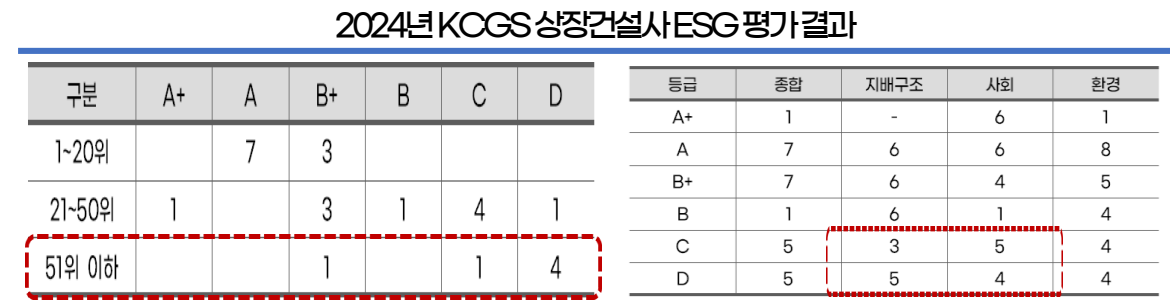 2024년 KCGS 상장건설사 ESG 평가 결과
구분 A+ A B+ B C D
1~20위 7 3
21~50위 1 3 1 4 1
51위 이하 1 1 4
등급 종합 지배구조 사회 환경
A+ 1 - 6 1
A 7 6 6 8
B+ 7 6 4 5
B 1 6 1 4
C 5 3 5 4
D 5 5 4 4